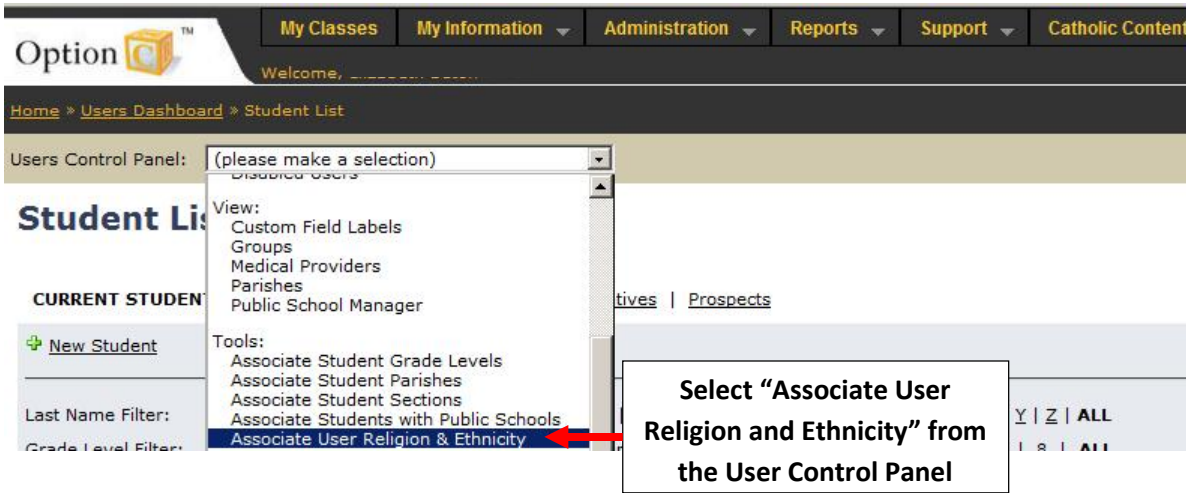 My Classes My Information Administration Reports Support Catholic Content
Option C ™
Welcome,
Home » Users Dashboard » Student List
Users Control Panel: (please make a selection)
Disabled Users
View:
Custom Field Labels
Groups
Medical Providers
Parishes
Public School Manager
Tools:
Associate Student Grade Levels
Associate Student Parishes
Associate Student Sections
Associate Students with Public Schools
Associate User Religion & Ethnicity
Student Lis
CURRENT STUDENT tives | Prospects
New Student
Last Name Filter: | Y | Z | ALL
Grade Level Filter: | 8 | ALL
Select “Associate User
Religion and Ethnicity” from
the User Control Panel